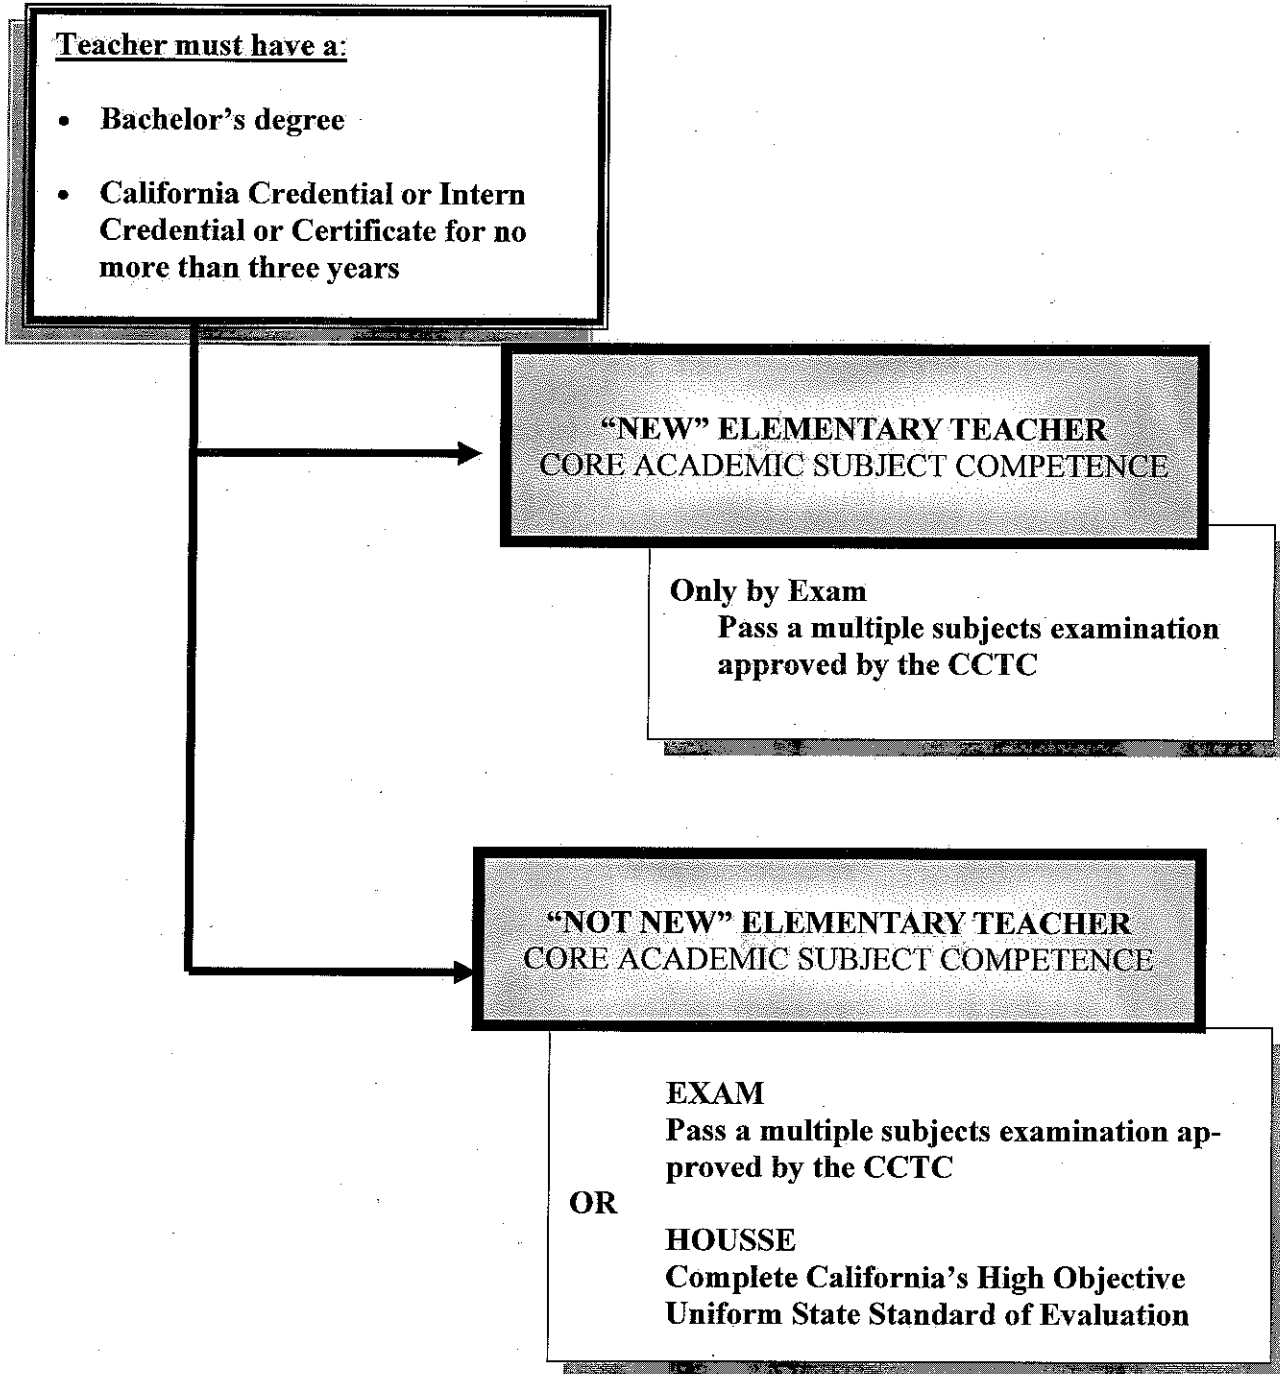 Teacher must have a:
• Bachelor's degree
• California Credential or Intern
Credential or Certificate for no
more than three years
“NEW” ELEMENTARY TEACHER
CORE ACADEMIC SUBJECT COMPETENCE
Only by Exam
Pass a multiple subjects examination
approved by the CCTC
“NOT NEW” ELEMENTARY TEACHER
CORE ACADEMIC SUBJECT COMPETENCE
EXAM
Pass a multiple subjects examination ap-
proved by the CCTC
OR
HOUSSE
Complete California's High Objective
Uniform State Standard of Evaluation